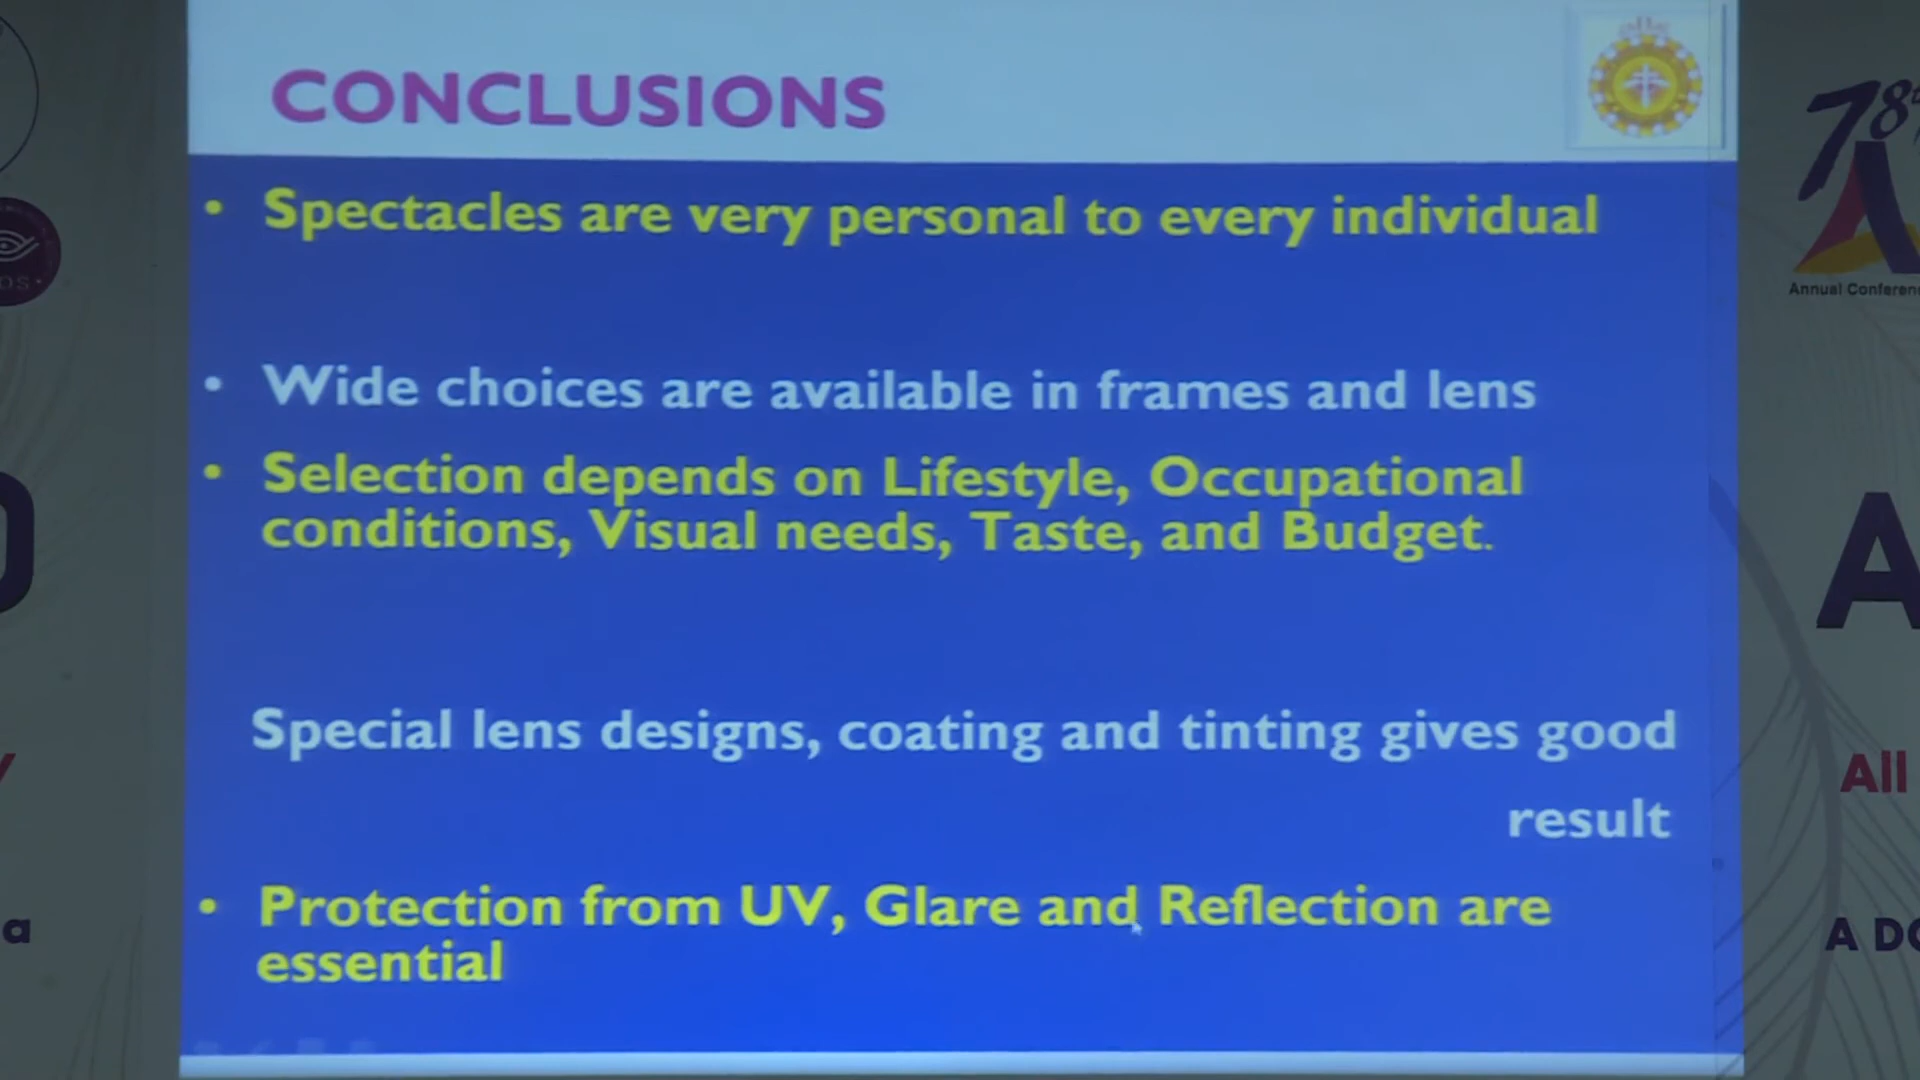 CONCLUSIONS
• Spectacles are very personal to every individual
• Wide choices are available in frames and lens
• Selection depends on Lifestyle, Occupational
conditions, Visual needs, Taste, and Budget.
Special lens designs, coating and tinting gives good
result
• Protection from UV, Glare and Reflection are
essential
78th
Annual Conferen
A
All
A DO
OS
a